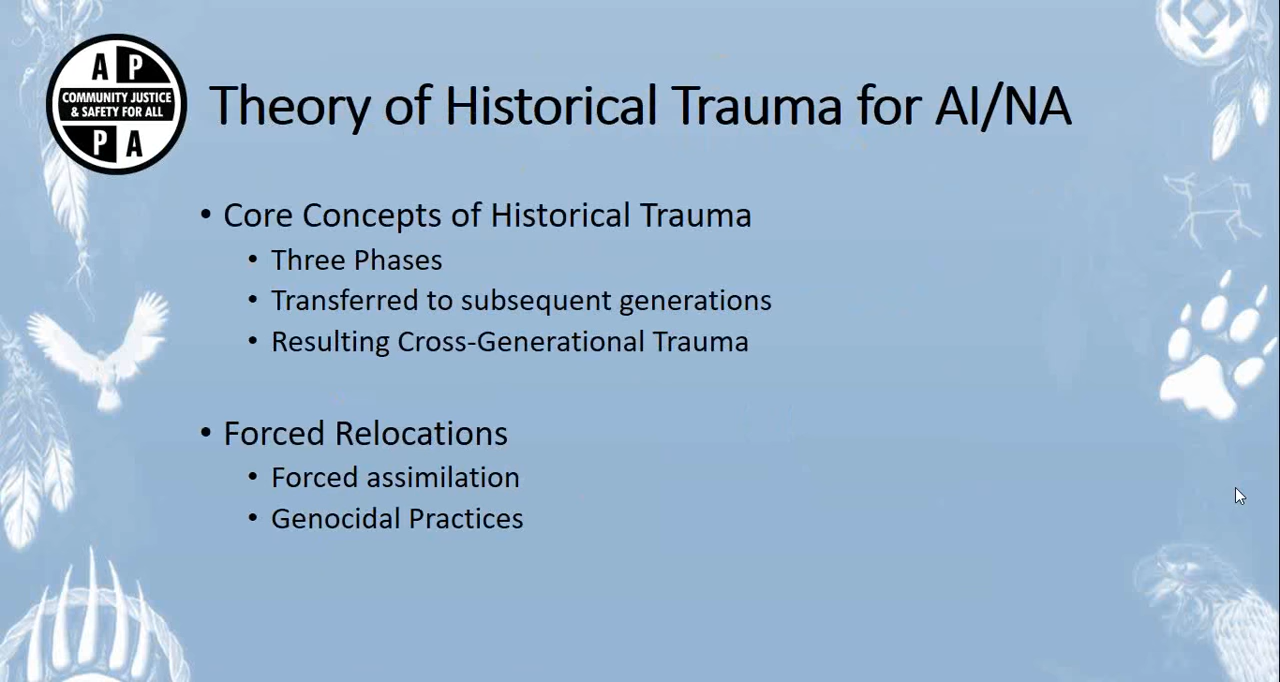 A P
COMMUNITY JUSTICE
& SAFETY FOR ALL
P A
Theory of Historical Trauma for AI/NA
• Core Concepts of Historical Trauma
• Three Phases
• Transferred to subsequent generations
• Resulting Cross-Generational Trauma
• Forced Relocations
• Forced assimilation
• Genocidal Practices